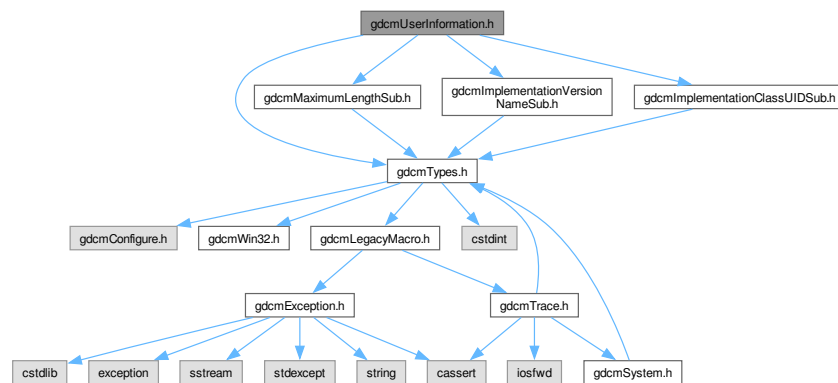 gdcmUserInformation.h
gdcmMaximumLengthSub.h
gdcmImplementationVersion
NameSub.h
gdcmImplementationClassUIDSub.h
gdcmTypes.h
gdcmConfigure.h
gdcmWin32.h
gdcmLegacyMacro.h
cstdint
gdcmException.h
gdcmTrace.h
cstdlib
exception
sstream
stdexcept
string
cassert
iosfwd
gdcmSystem.h